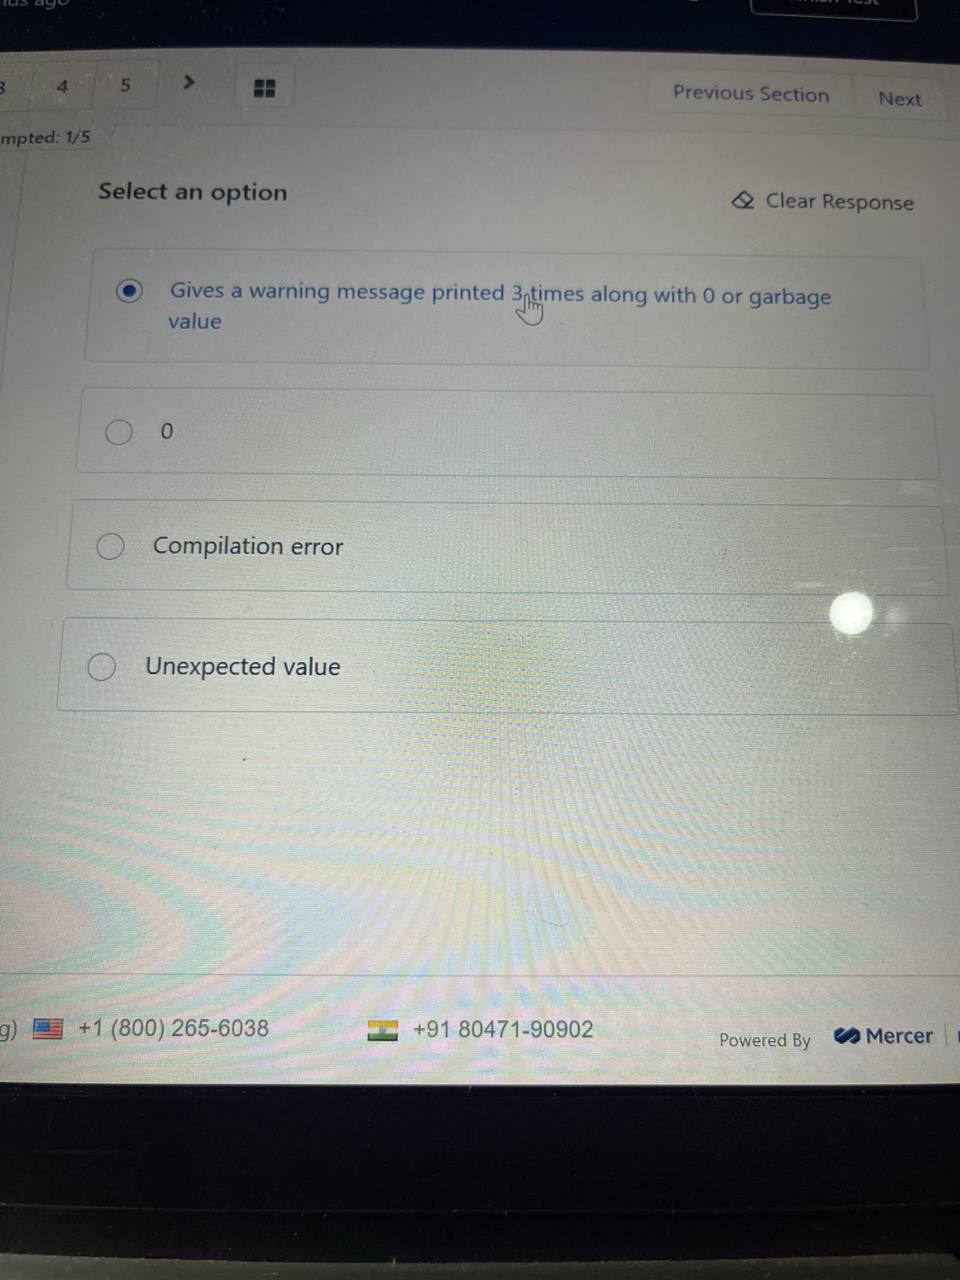 4
5
Previous Section
Next
mpted: 1/5
Select an option
Clear Response
Gives a warning message printed 3 times along with 0 or garbage
value
0
Compilation error
Unexpected value
g) +1 (800) 265-6038
+91 80471-90902
Powered By
Mercer